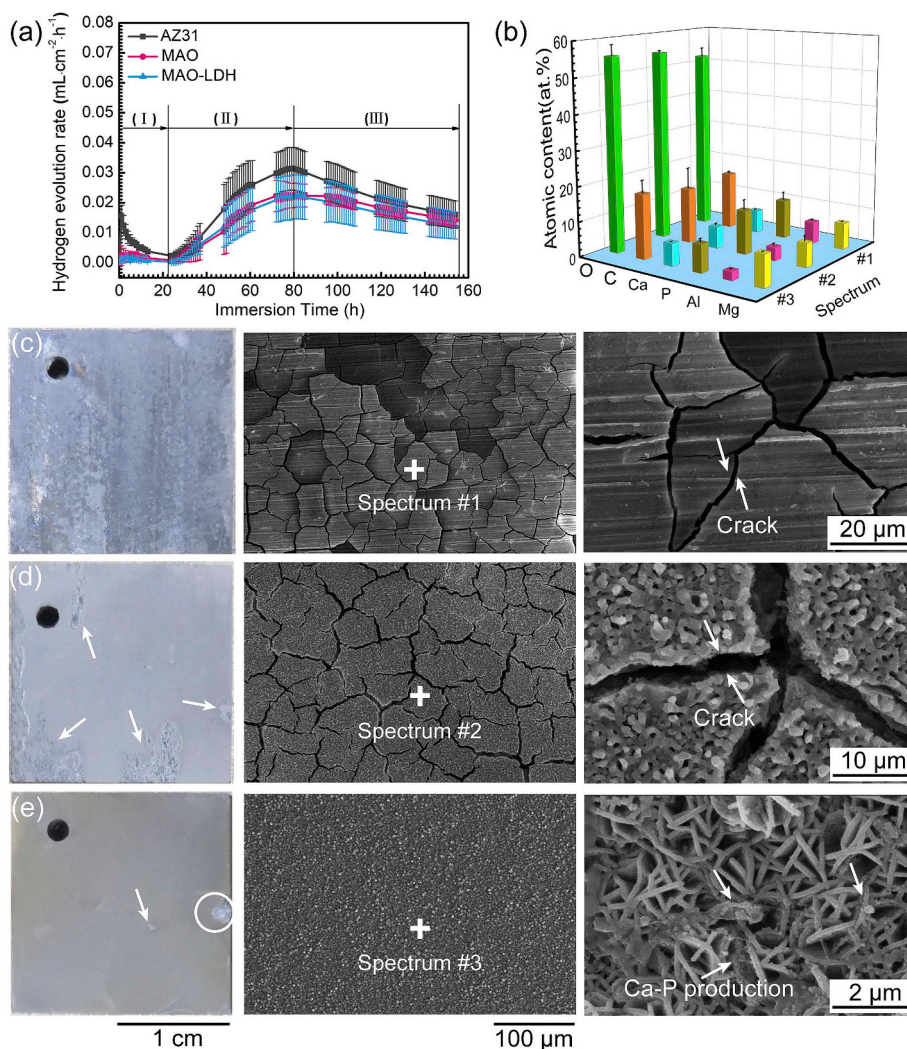 (a)
Hydrogen evolution rate (mL·cm⁻²·h⁻¹)
0.08
0.07
0.06
0.05
0.04
0.03
0.02
0.01
0.00
AZ31
MAO
MAO-LDH
(I)
(II)
(III)
0 20 40 60 80 100 120 140 160
Immersion Time (h)
(b)
Atomic content(at.%)
60
50
40
30
20
10
0
O C Ca P Al Mg
#3 #2 #1
Spectrum
(c)
Spectrum #1
Crack
20 μm
(d)
Spectrum #2
Crack
10 μm
(e)
Spectrum #3
Ca-P production
2 μm
1 cm
100 μm